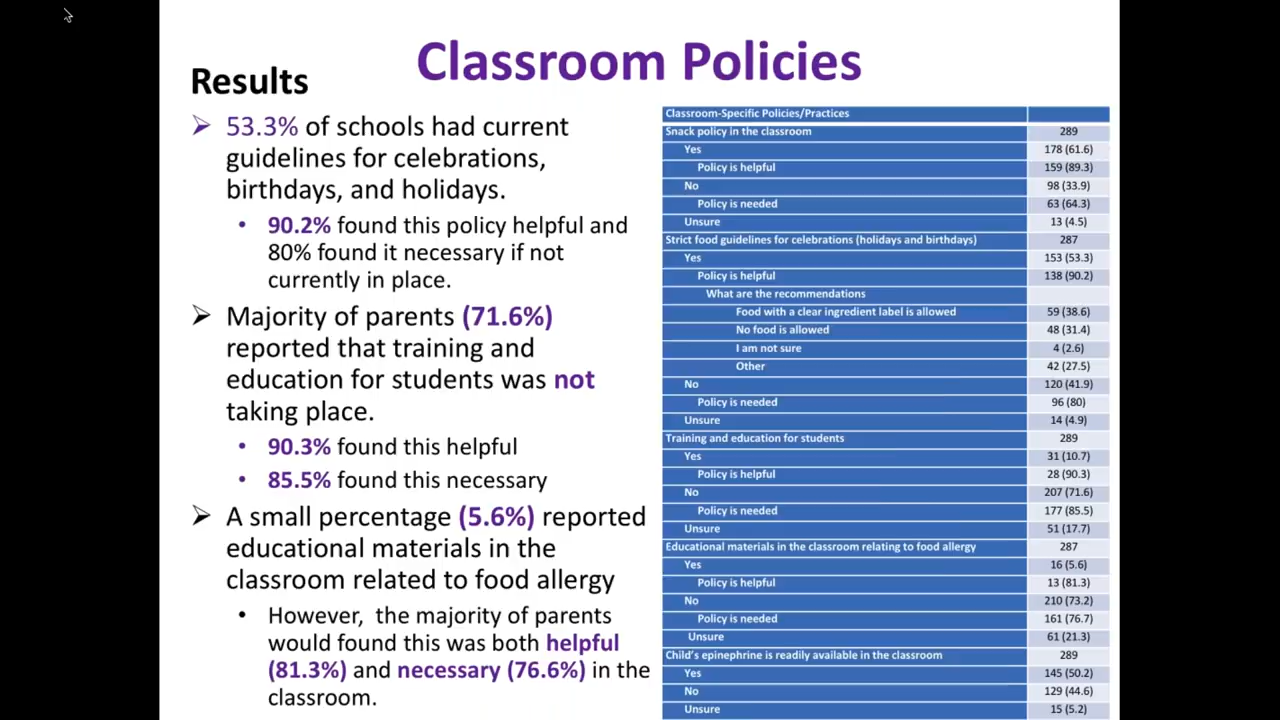 Classroom Policies
Results
53.3% of schools had current
guidelines for celebrations,
birthdays, and holidays.
90.2% found this policy helpful and
80% found it necessary if not
currently in place.
Majority of parents (71.6%)
reported that training and
education for students was not
taking place.
90.3% found this helpful
85.5% found this necessary
A small percentage (5.6%) reported
educational materials in the
classroom related to food allergy
However, the majority of parents
would found this was both helpful
(81.3%) and necessary (76.6%) in the
classroom.
Classroom-Specific Policies/Practices
Snack policy in the classroom 289
Yes 178 (61.6)
Policy is helpful 159 (89.3)
No 98 (33.9)
Policy is needed 63 (64.3)
Unsure 13 (4.5)
Strict food guidelines for celebrations (holidays and birthdays) 287
Yes 153 (53.3)
Policy is helpful 138 (90.2)
What are the recommendations
Food with a clear ingredient label is allowed 59 (38.6)
No food is allowed 48 (31.4)
I am not sure 4 (2.6)
Other 42 (27.5)
No 120 (41.9)
Policy is needed 96 (80)
Unsure 14 (4.9)
Training and education for students 289
Yes 31 (10.7)
Policy is helpful 28 (90.3)
No 207 (71.6)
Policy is needed 177 (85.5)
Unsure 51 (17.7)
Educational materials in the classroom relating to food allergy 287
Yes 16 (5.6)
Policy is helpful 13 (81.3)
No 210 (73.2)
Policy is needed 161 (76.7)
Unsure 61 (21.3)
Child's epinephrine is readily available in the classroom 289
Yes 145 (50.2)
No 129 (44.6)
Unsure 15 (5.2)